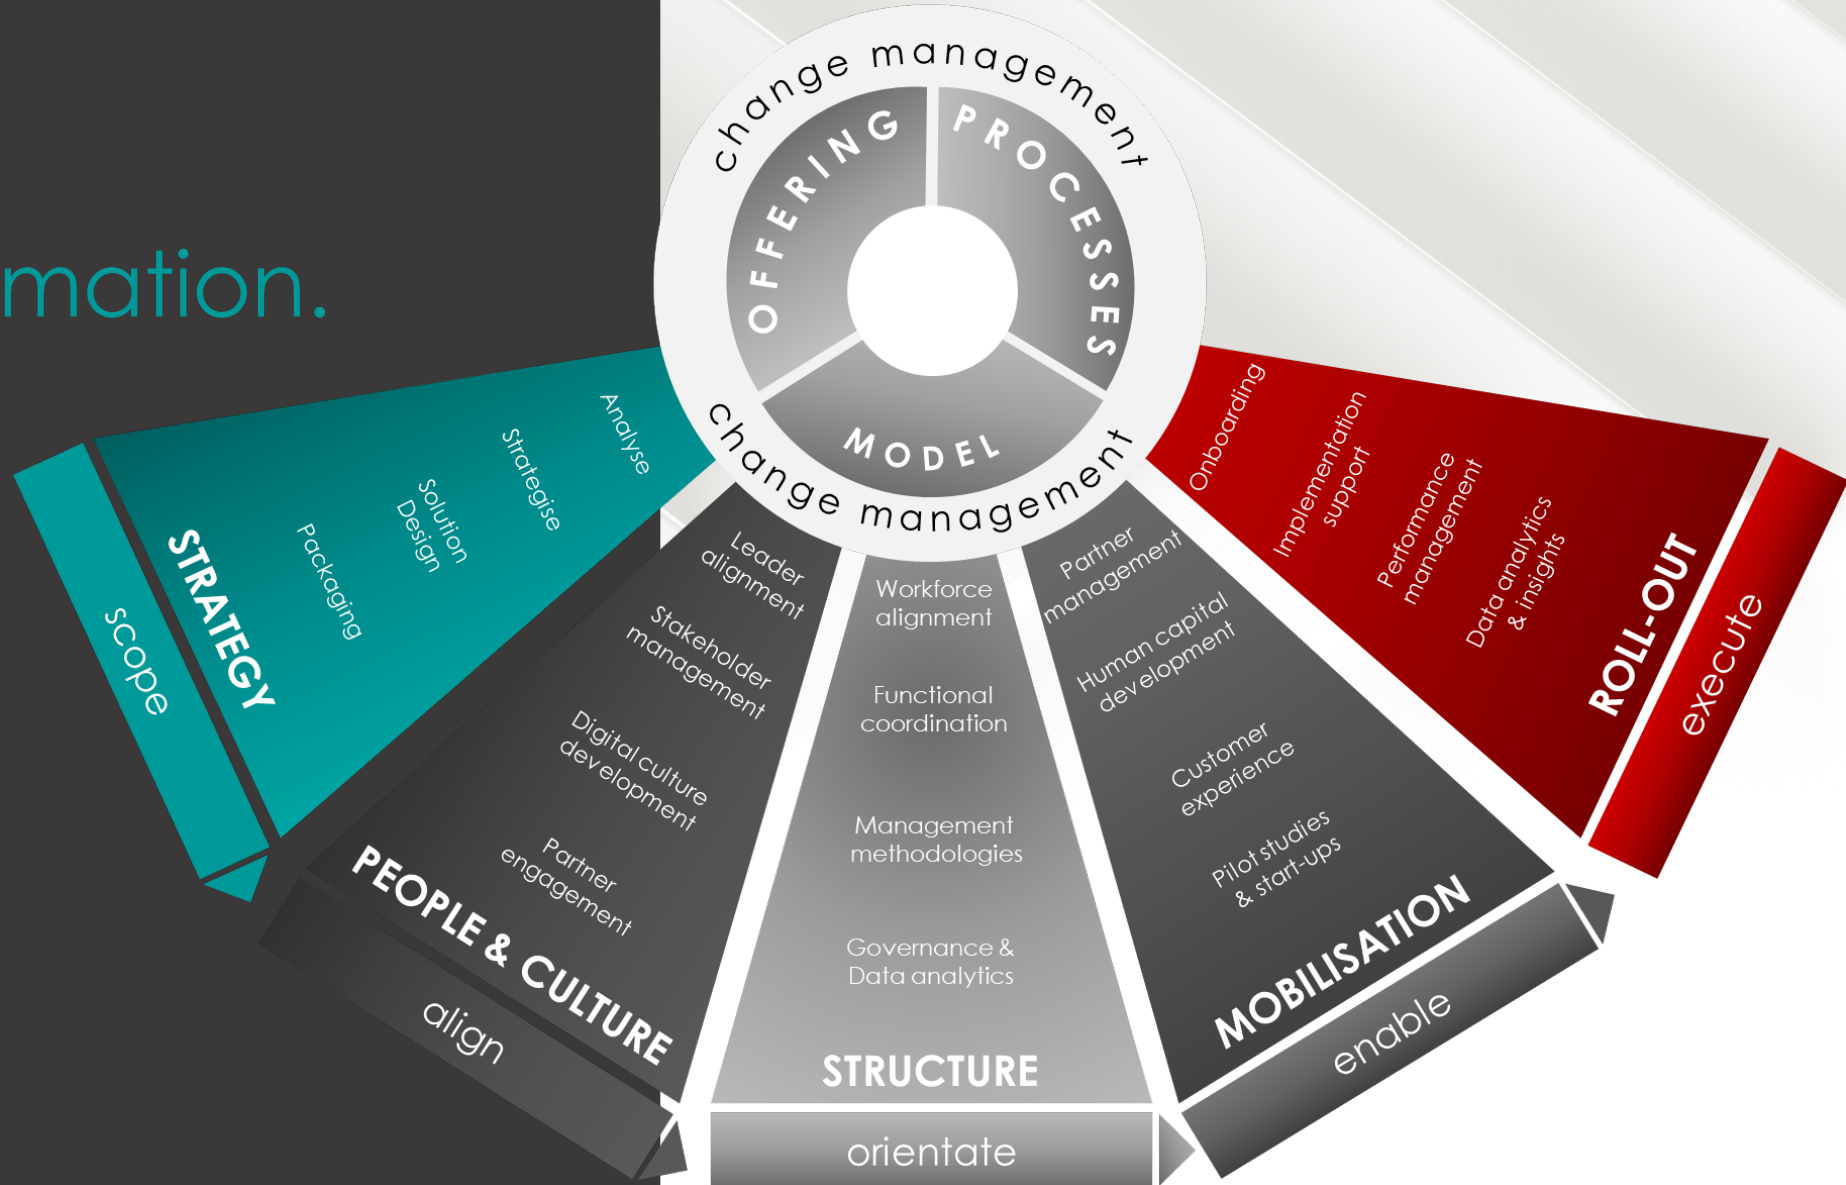 mation.
change management
OFFERING
PROCESSES
MODEL
change management
Analyse
Strategise
Solution
Design
Packaging
STRATEGY
scope
Leader
alignment
Stakeholder
management
Digital culture
development
Partner
engagement
PEOPLE & CULTURE
align
Workforce
alignment
Functional
coordination
Management
methodologies
Governance &
Data analytics
STRUCTURE
orientate
Partner
management
Human capital
development
Customer
experience
Pilot studies
& start-ups
MOBILISATION
enable
Onboarding
Implementation
support
Performance
management
Data analytics
& insights
ROLL-OUT
execute